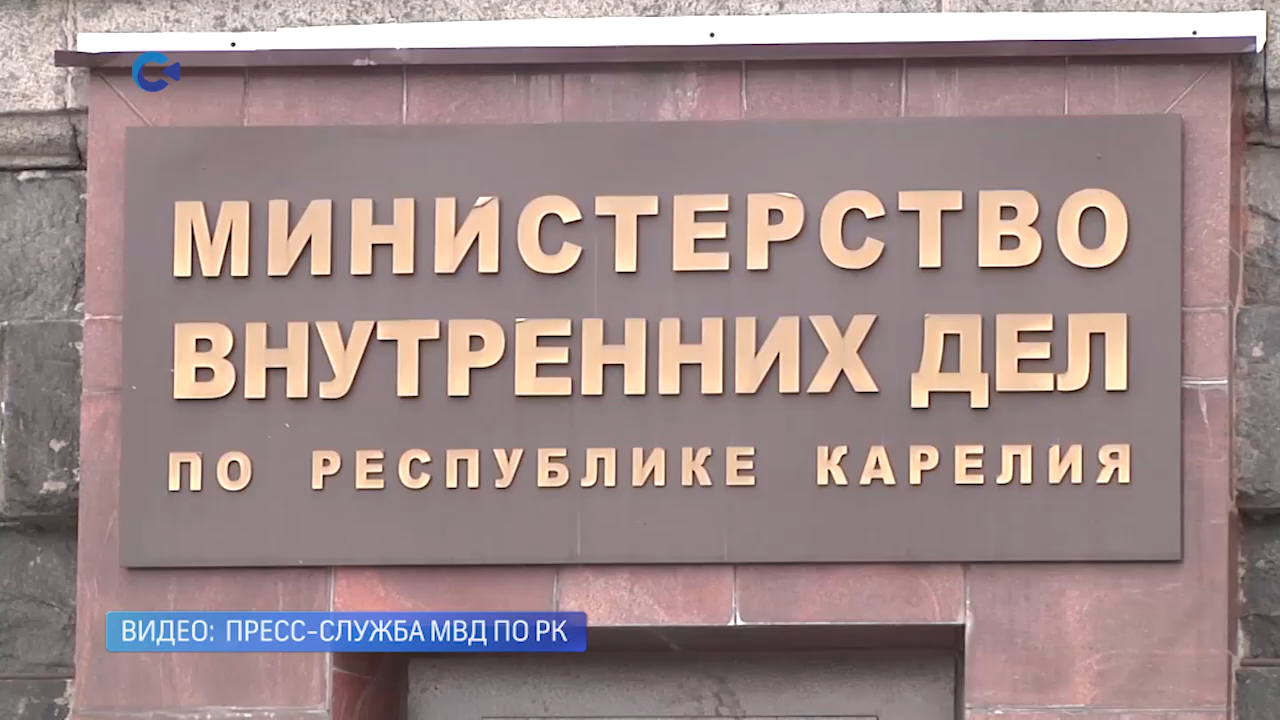 МИНИСТЕРСТВО
ВНУТРЕННИХ ДЕЛ
ПО РЕСПУБЛИКЕ КАРЕЛИЯ
ВИДЕО: ПРЕСС-СЛУЖБА МВД ПО РК